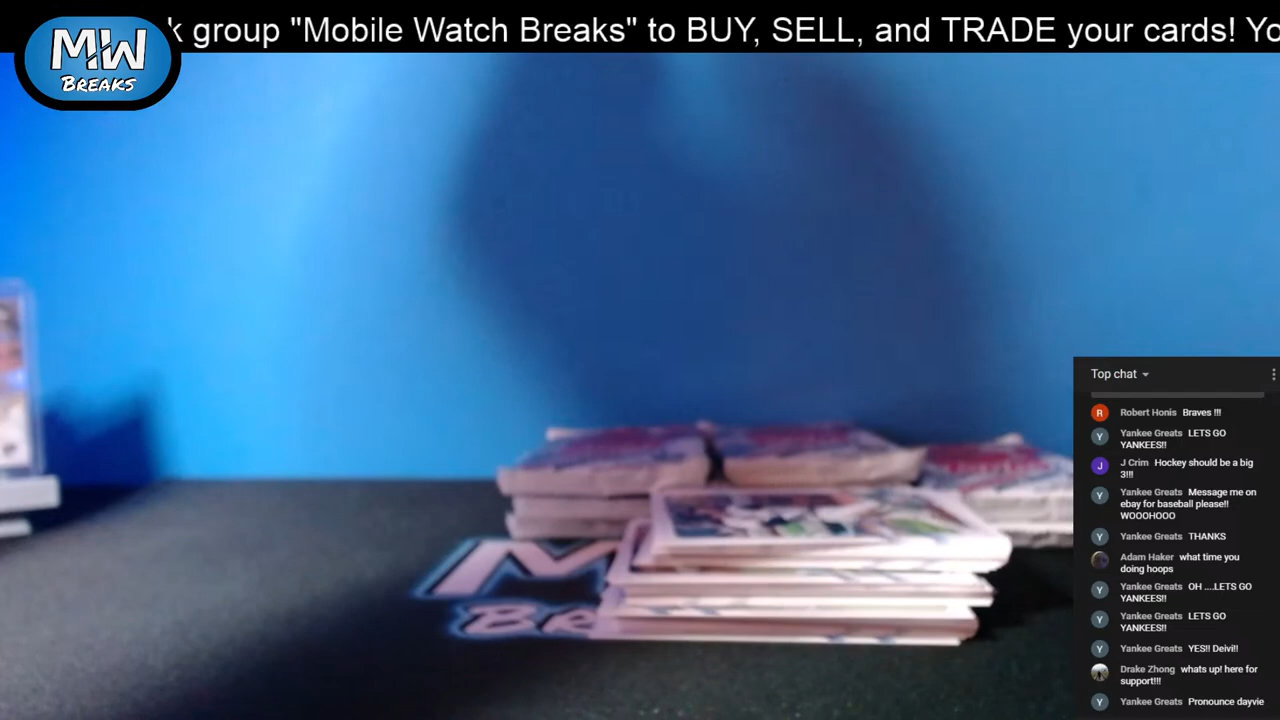 k group "Mobile Watch Breaks" to BUY, SELL, and TRADE your cards! Yo
MW
BREAKS
Top chat
R Robert Honis Braves !!!
Y Yankee Greats LETS GO
YANKEES!!
J J Crim Hockey should be a big
3!!!
Y Yankee Greats Message me on
ebay for baseball please!!
WOOOHOOO
Y Yankee Greats THANKS
Adam Haker what time you
doing hoops
Y Yankee Greats OH ....LETS GO
YANKEES!!
Y Yankee Greats LETS GO
YANKEES!!
Y Yankee Greats YES!! Deivi!!
Drake Zhong whats up! here for
support!!!
Y Yankee Greats Pronounce dayvie
M
BR